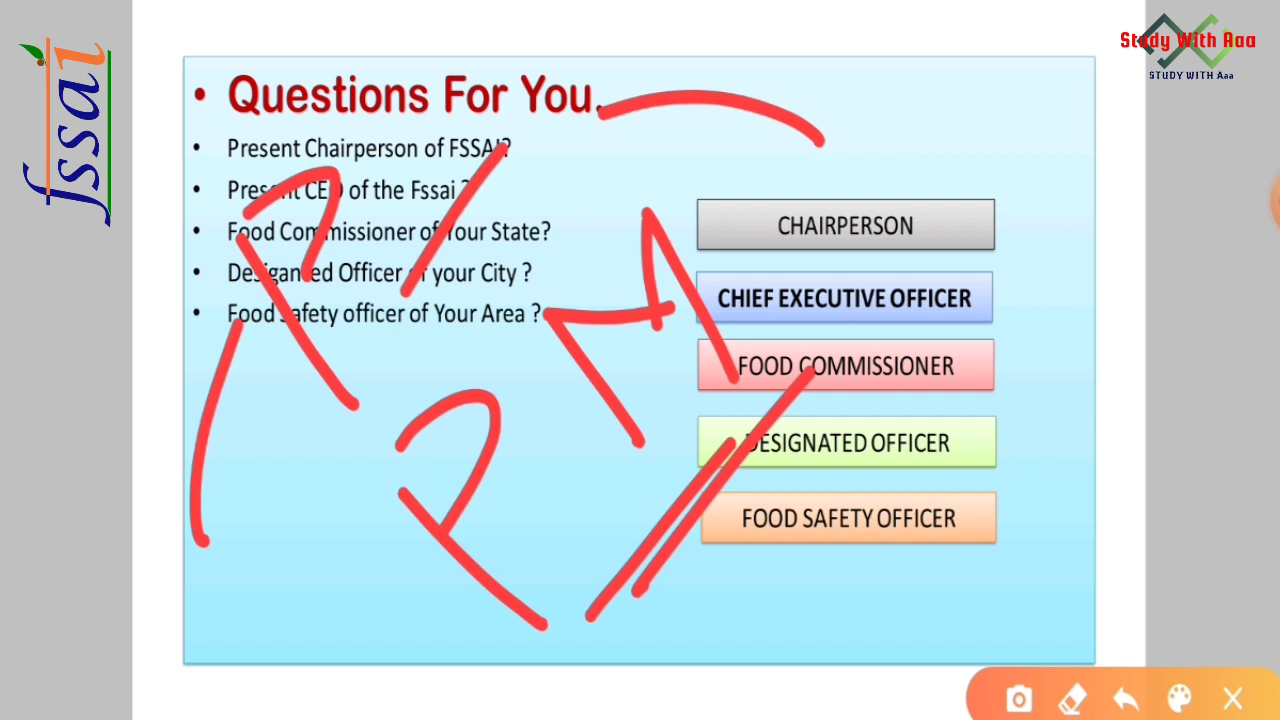 fssai
Study With Aaa
STUDY WITH Aaa
• Questions For You.
• Present Chairperson of FSSAI?
• Present CEO of the Fssai ?
• Food Commissioner of Your State?
• Desiganted Officer of your City ?
• Food Safety officer of Your Area ?
CHAIRPERSON
CHIEF EXECUTIVE OFFICER
FOOD COMMISSIONER
DESIGNATED OFFICER
FOOD SAFETY OFFICER